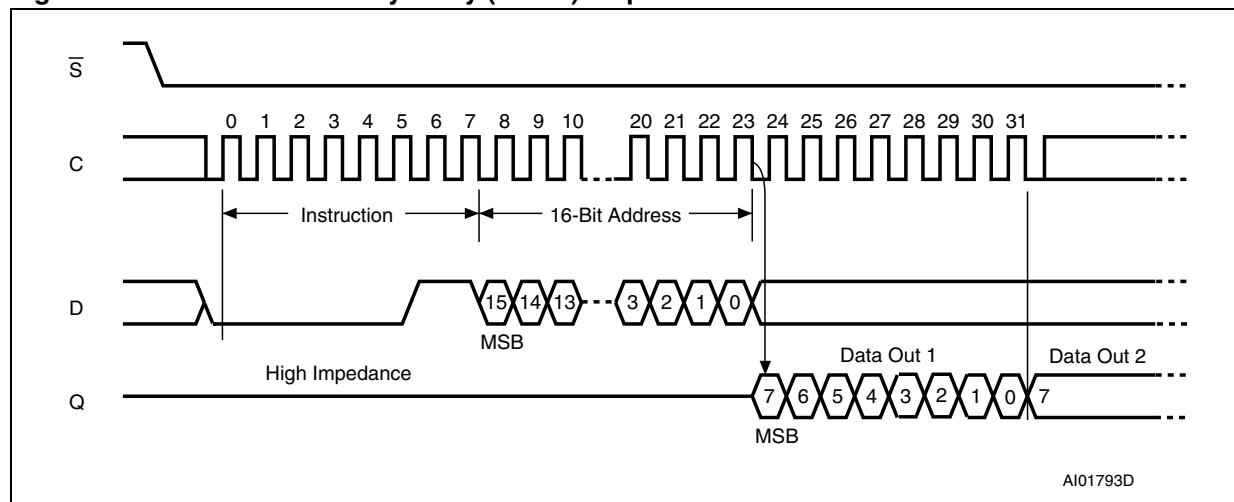 S
0 1 2 3 4 5 6 7 8 9 10 20 21 22 23 24 25 26 27 28 29 30 31
C
Instruction 16-Bit Address
D
15 14 13 3 2 1 0
MSB
High Impedance Data Out 1 Data Out 2
Q
7 6 5 4 3 2 1 0 7
MSB
AI01793D